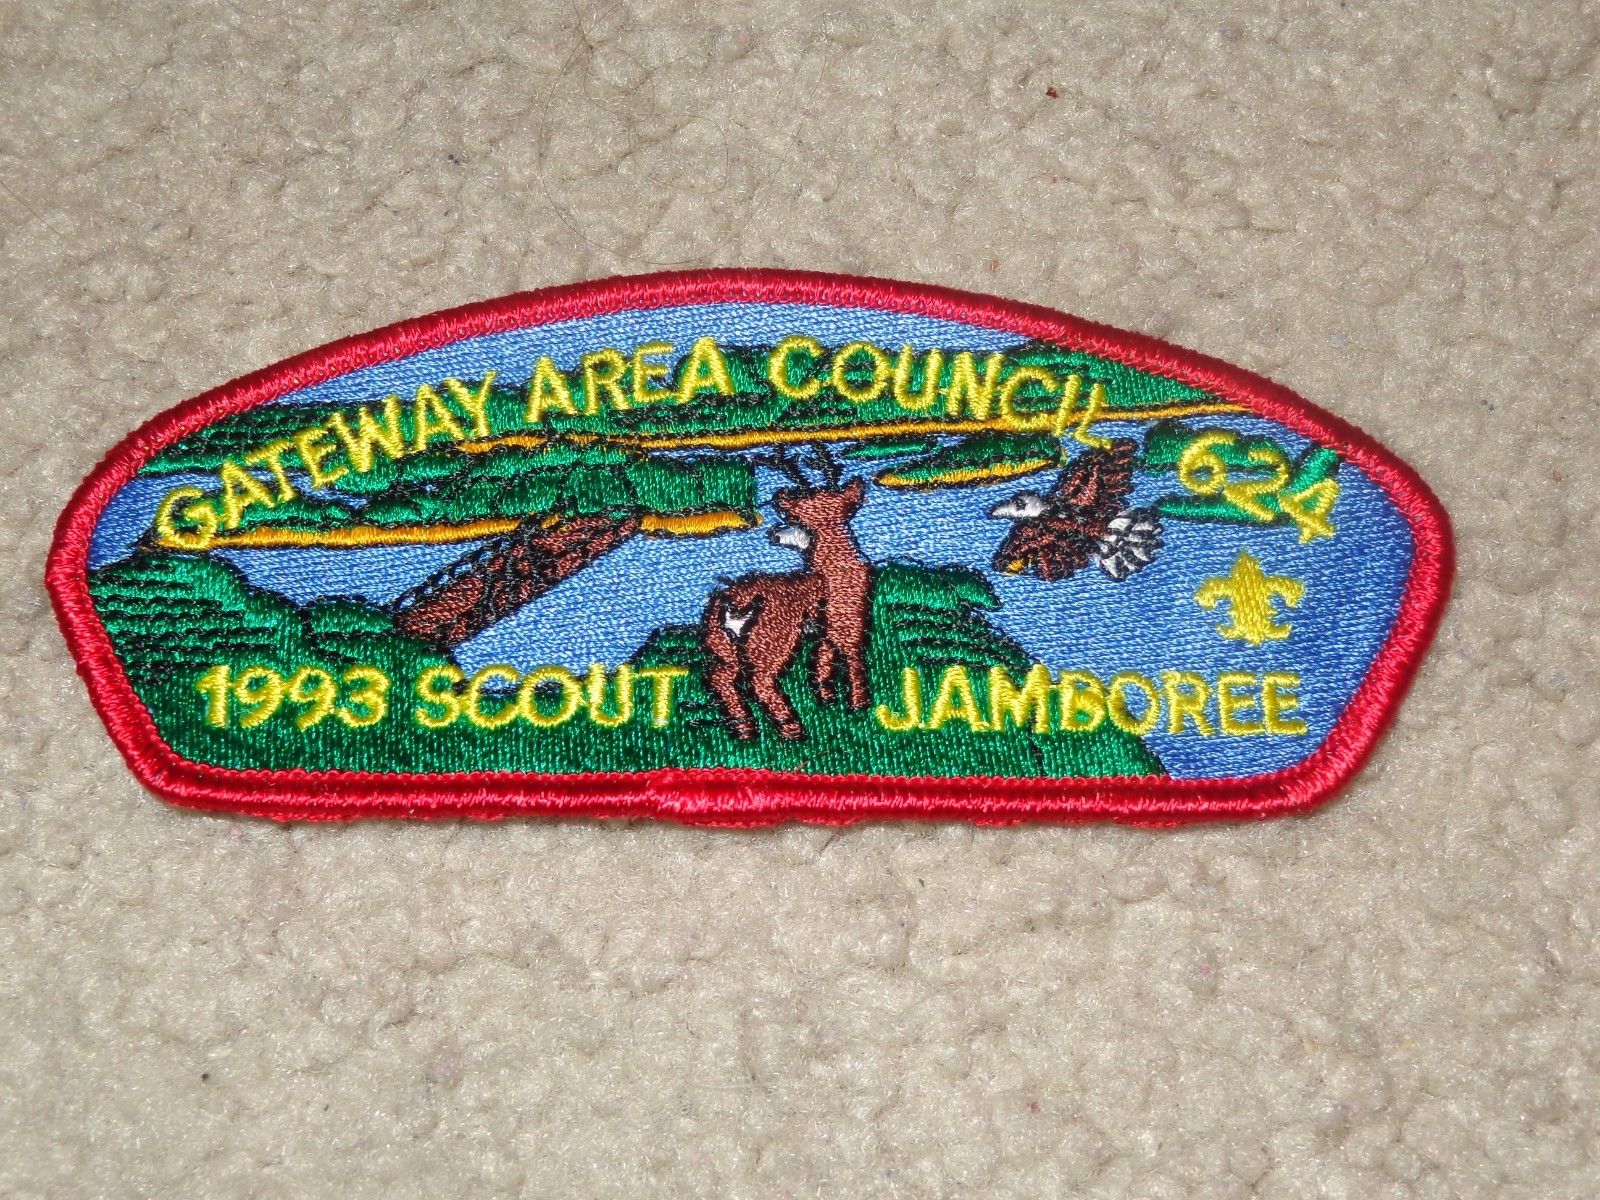 GATEWAY AREA COUNCIL 624
1993 SCOUT JAMBOREE